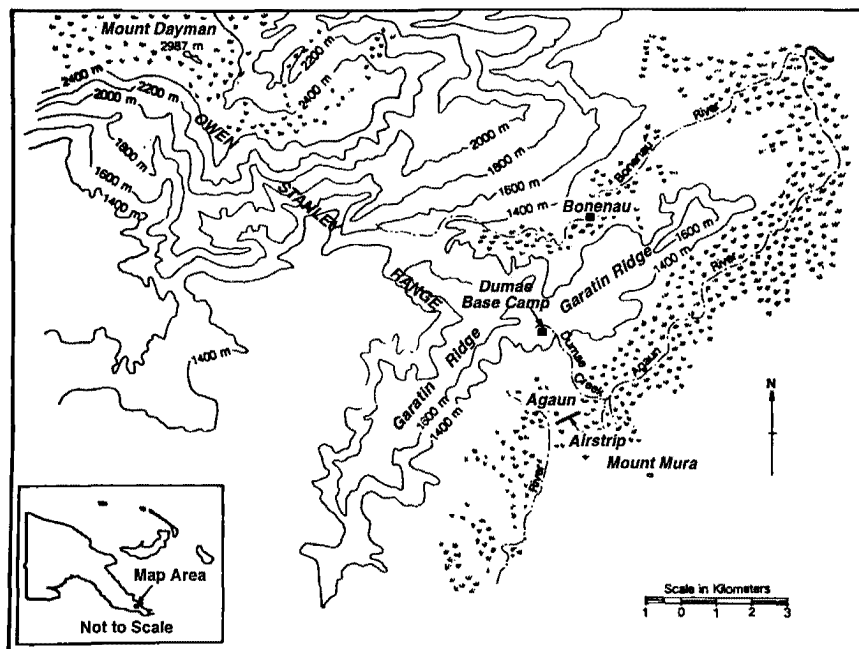 Mount Dayman
2987 m
2400 m
2200 m
2000 m
1800 m
1600 m
1400 m
2200 m
2400 m
OWEN
STANLEY
RANGE
2000 m
1800 m
1600 m
1400 m
Bonenau
River
Bonenau
Dumae
Base Camp
Garatin Ridge
1600 m
1400 m
River
Agaun
1400 m
Garatin Ridge
1600 m
1400 m
Dumae
Creek
Agaun
Airstrip
Mount Mura
River
N
Map Area
Not to Scale
Scale in Kilometers
1 0 1 2 3